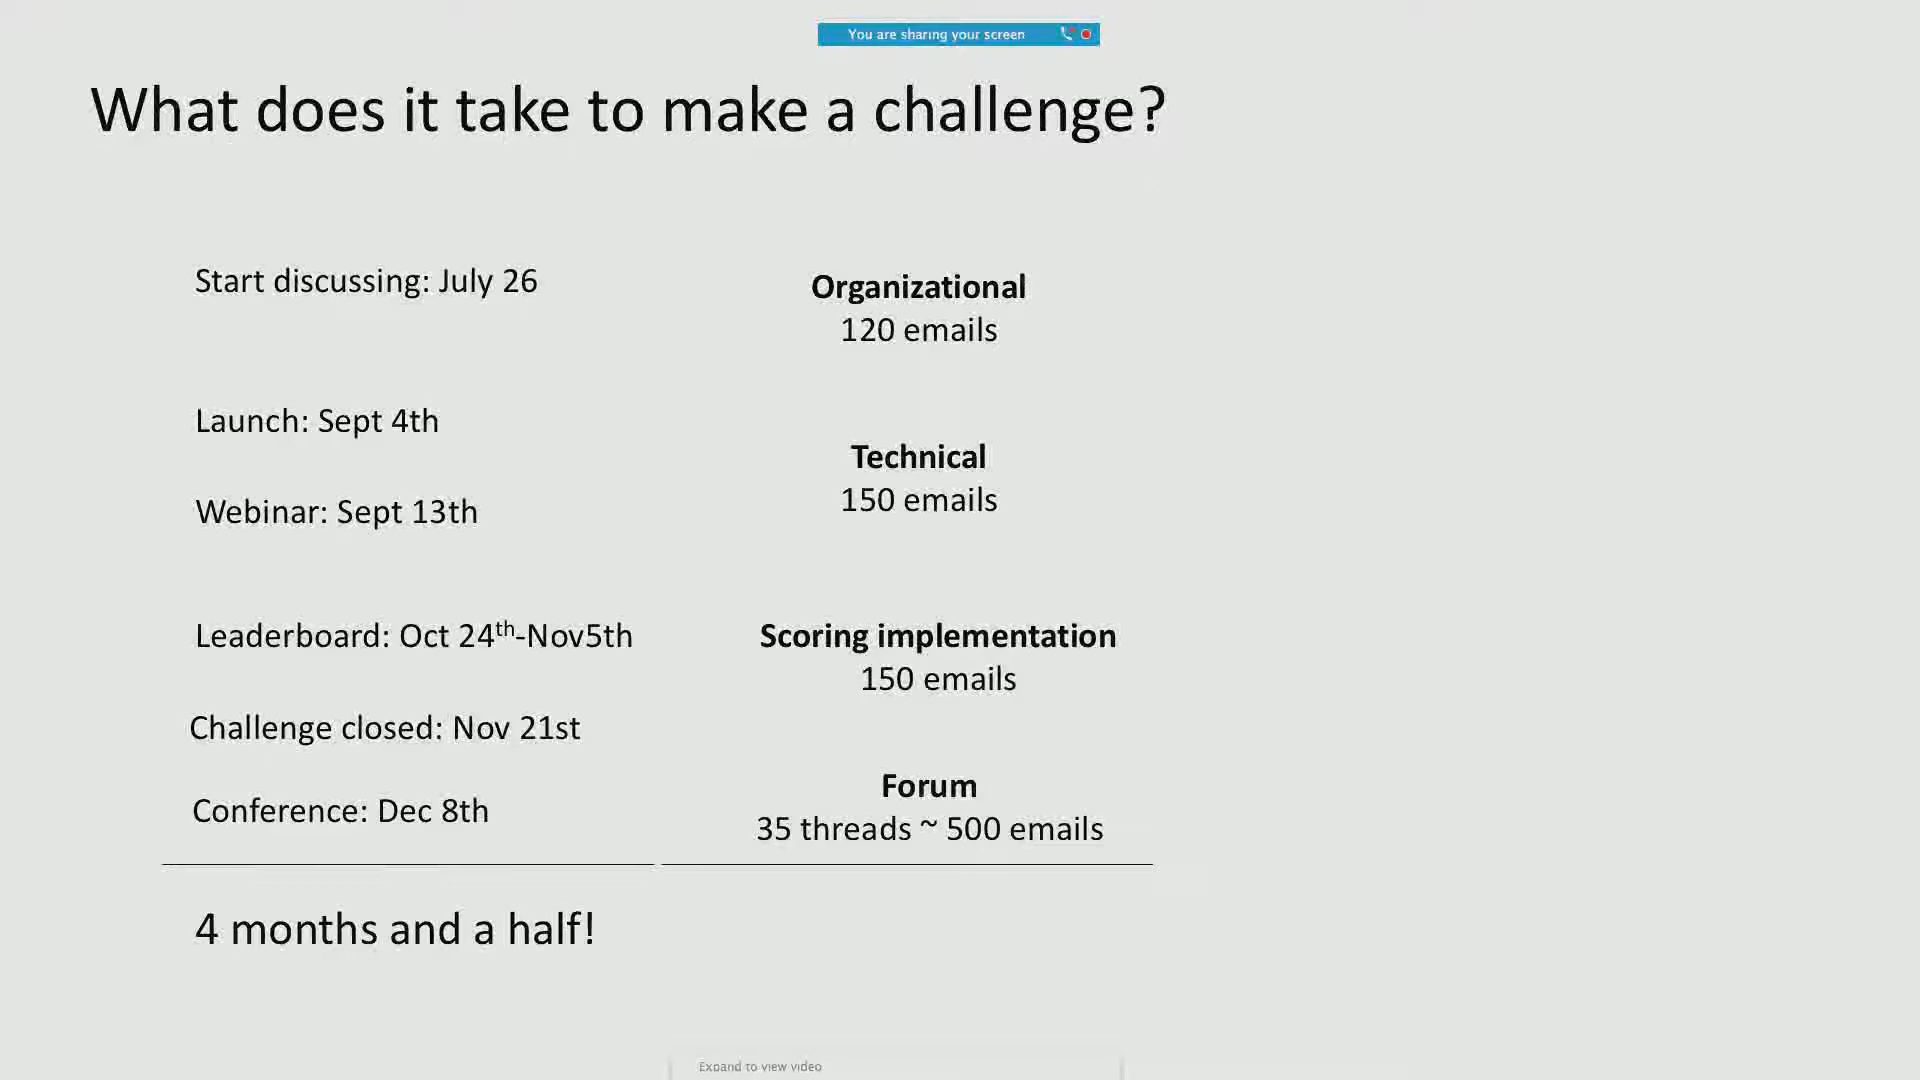 You are sharing your screen
What does it take to make a challenge?
Start discussing: July 26
Organizational
120 emails
Launch: Sept 4th
Technical
150 emails
Webinar: Sept 13th
Leaderboard: Oct 24th-Nov5th
Scoring implementation
150 emails
Challenge closed: Nov 21st
Forum
35 threads ~ 500 emails
Conference: Dec 8th
4 months and a half!
Expand to view video